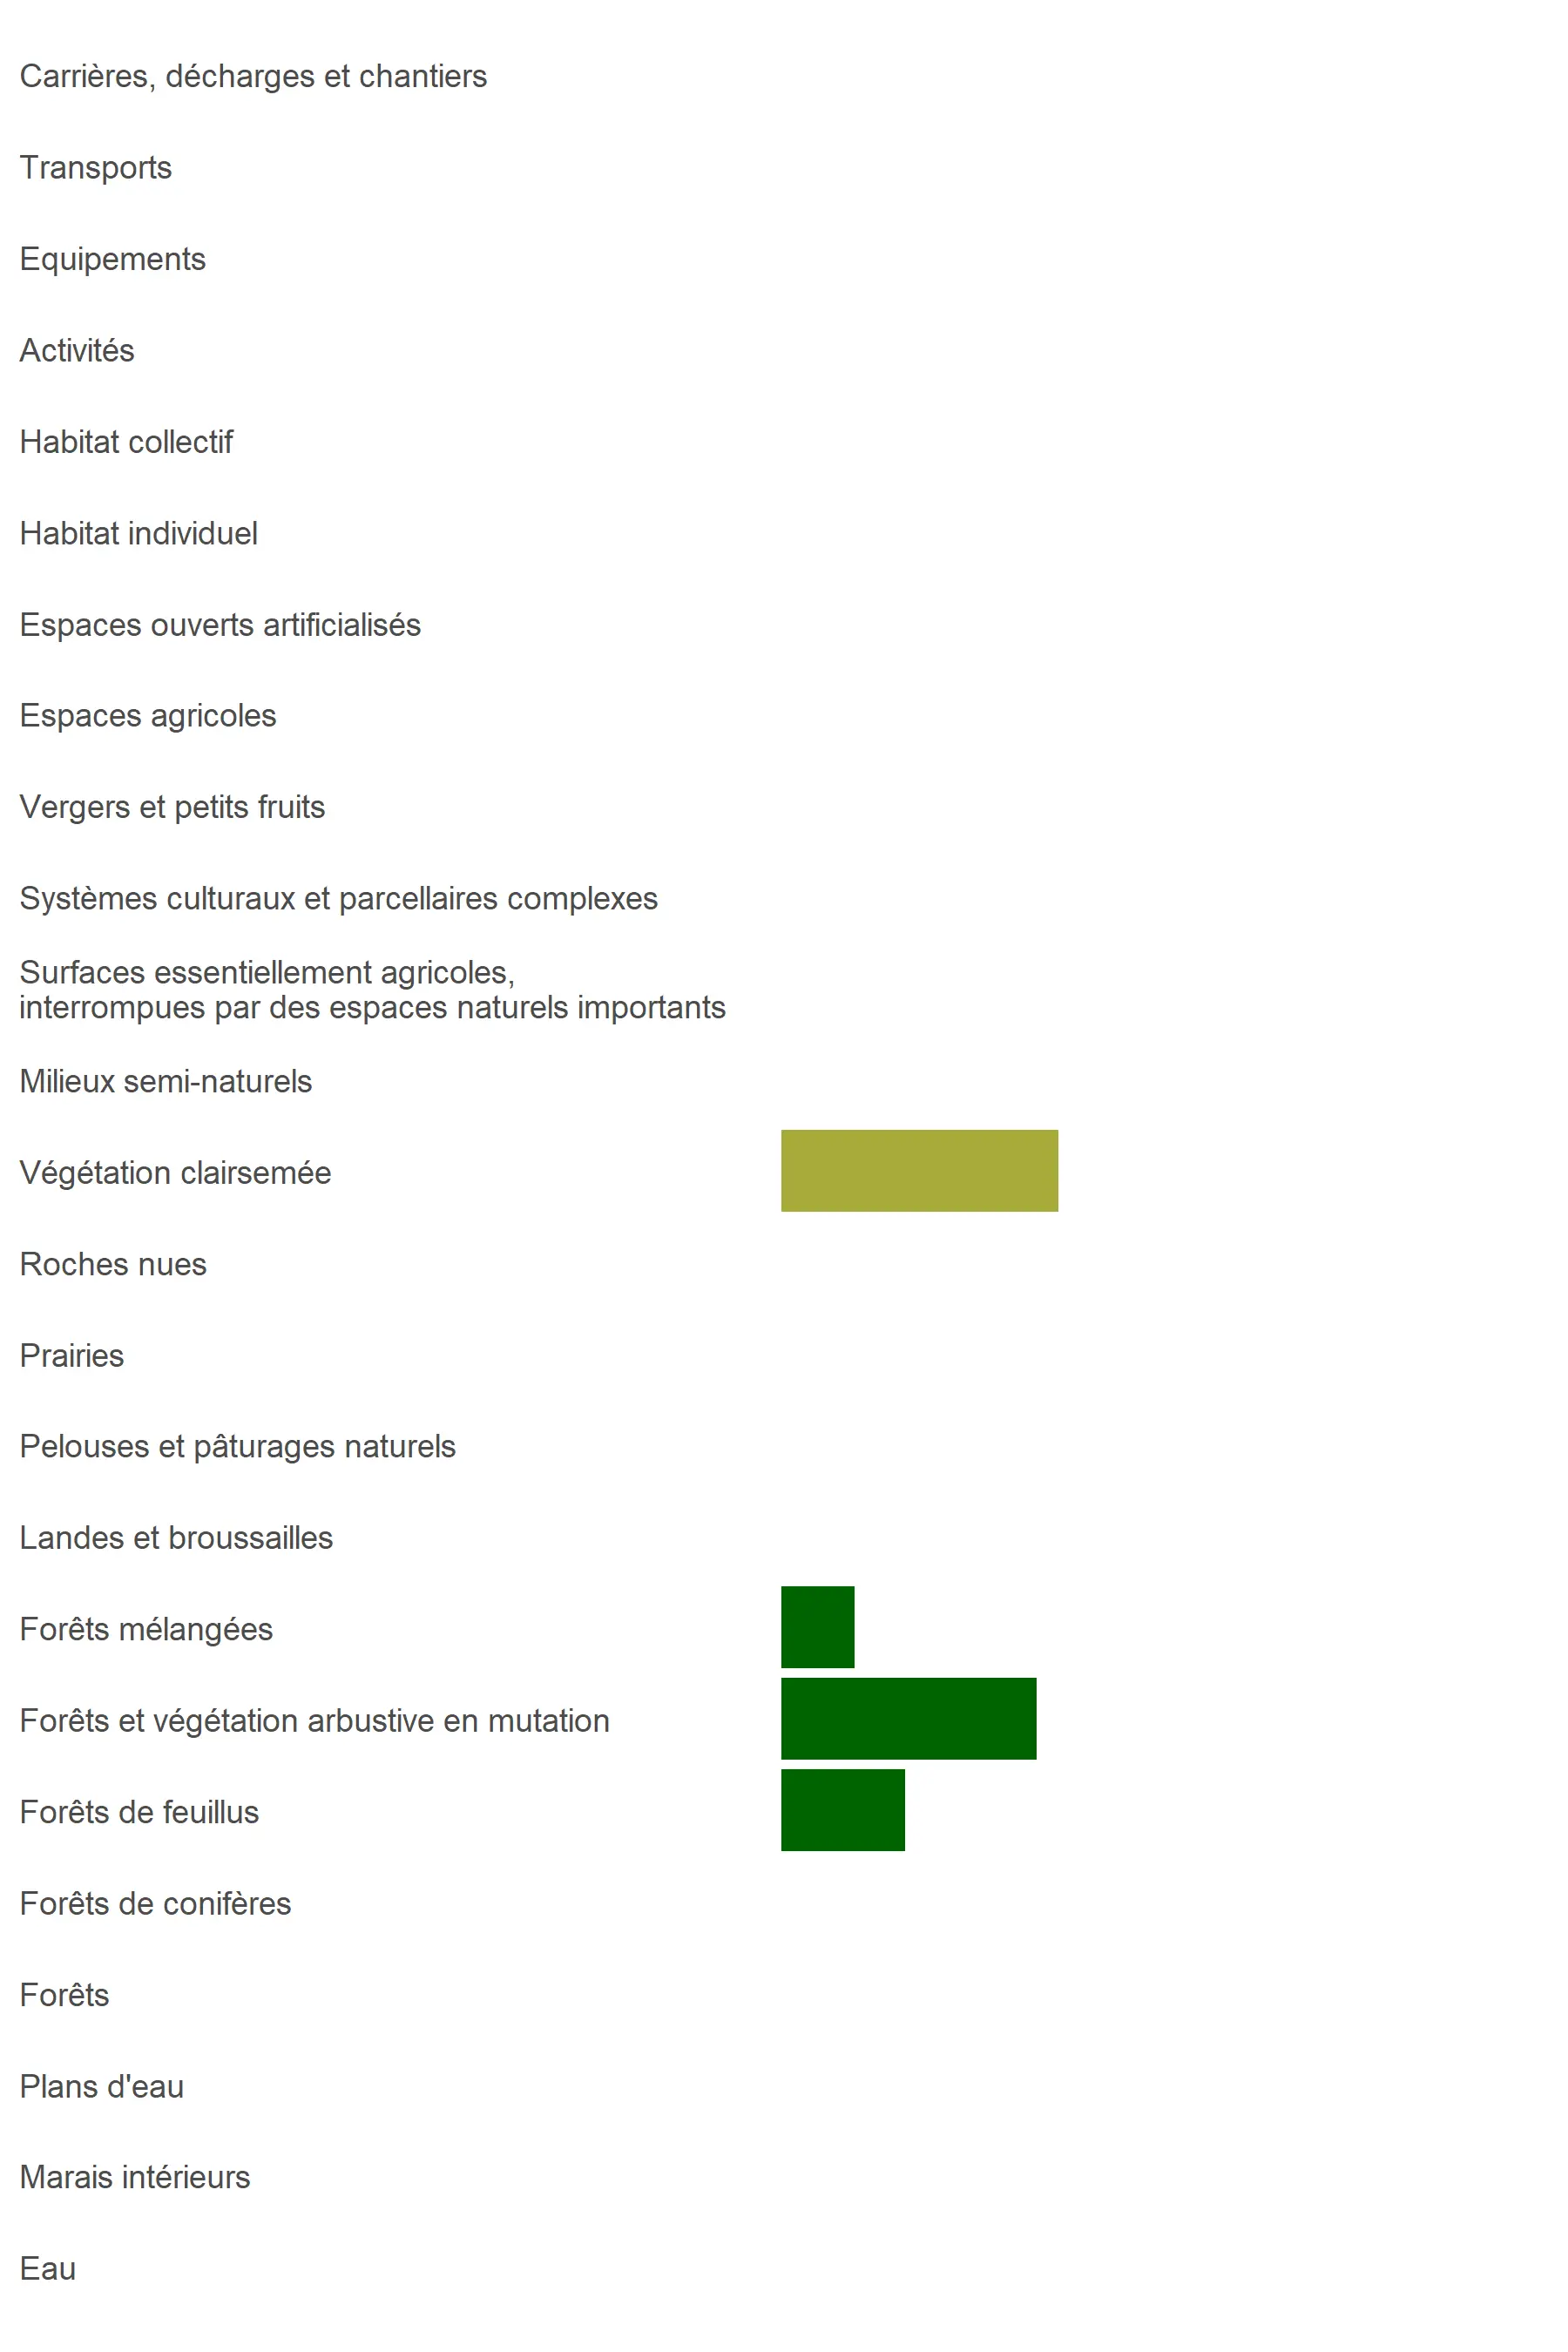 Carrières, décharges et chantiers
Transports
Equipements
Activités
Habitat collectif
Habitat individuel
Espaces ouverts artificialisés
Espaces agricoles
Vergers et petits fruits
Systèmes culturaux et parcellaires complexes
Surfaces essentiellement agricoles,
interrompues par des espaces naturels importants
Milieux semi-naturels
Végétation clairsemée
Roches nues
Prairies
Pelouses et pâturages naturels
Landes et broussailles
Forêts mélangées
Forêts et végétation arbustive en mutation
Forêts de feuillus
Forêts de conifères
Forêts
Plans d'eau
Marais intérieurs
Eau